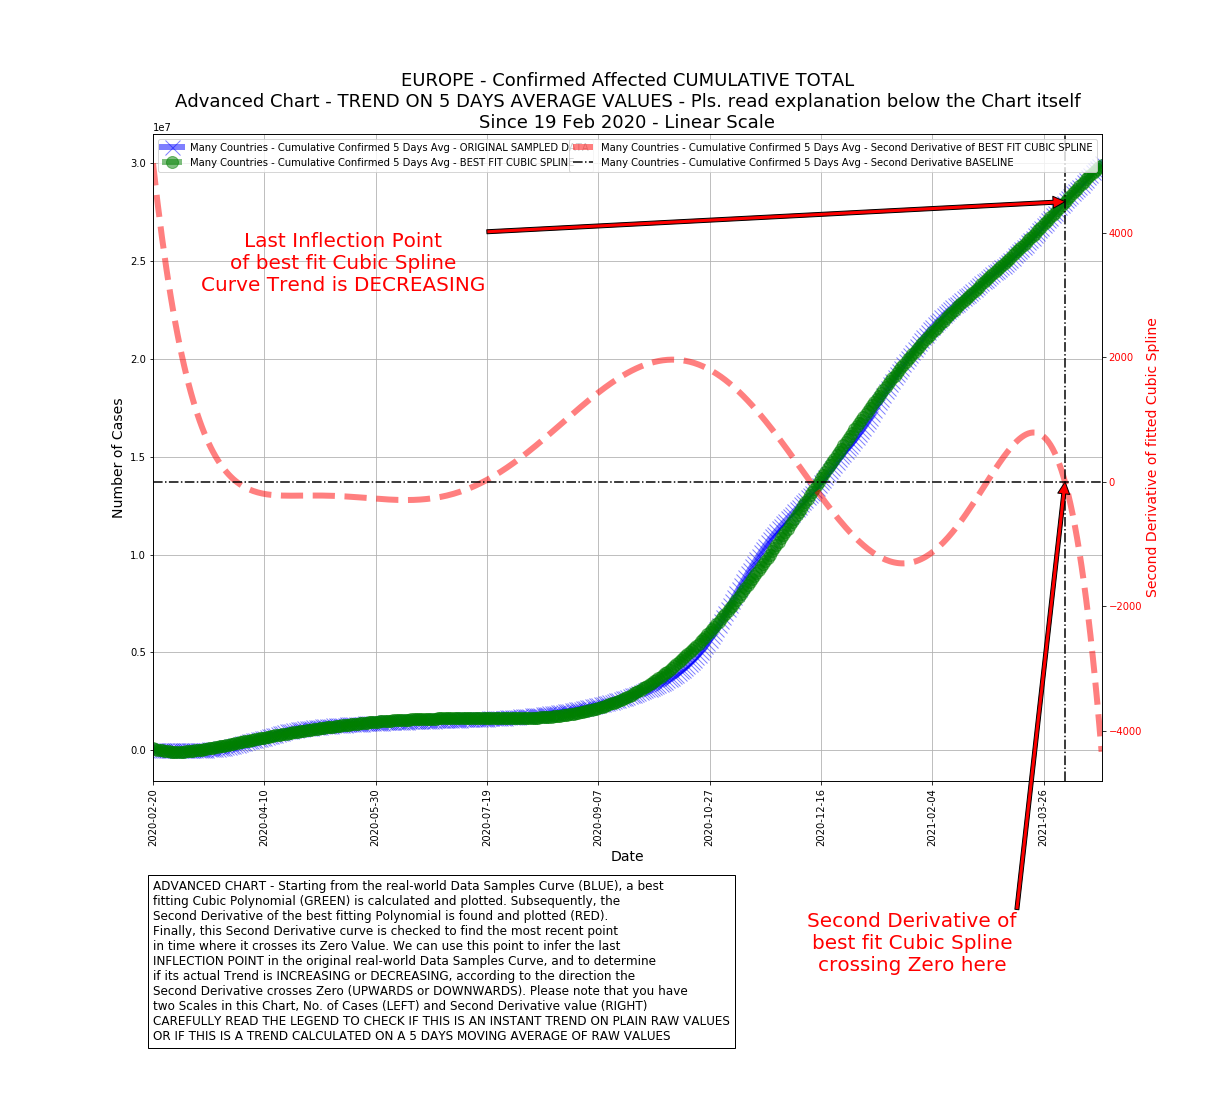 EUROPE - Confirmed Affected CUMULATIVE TOTAL
Advanced Chart - TREND ON 5 DAYS AVERAGE VALUES - Pls. read explanation below the Chart itself
Since 19 Feb 2020 - Linear Scale
1e7
Many Countries - Cumulative Confirmed 5 Days Avg - ORIGINAL SAMPLED DATA
Many Countries - Cumulative Confirmed 5 Days Avg - BEST FIT CUBIC SPLINE
Many Countries - Cumulative Confirmed 5 Days Avg - Second Derivative of BEST FIT CUBIC SPLINE
Many Countries - Cumulative Confirmed 5 Days Avg - Second Derivative BASELINE
Last Inflection Point
of best fit Cubic Spline
Curve Trend is DECREASING
Number of Cases
3.0
2.5
2.0
1.5
1.0
0.5
0.0
4000
2000
0
−2000
−4000
Second Derivative of fitted Cubic Spline
2020-02-20
2020-04-10
2020-05-30
2020-07-19
2020-09-07
2020-10-27
2020-12-16
2021-02-04
2021-03-26
Date
ADVANCED CHART - Starting from the real-world Data Samples Curve (BLUE), a best
fitting Cubic Polynomial (GREEN) is calculated and plotted. Subsequently, the
Second Derivative of the best fitting Polynomial is found and plotted (RED).
Finally, this Second Derivative curve is checked to find the most recent point
in time where it crosses its Zero Value. We can use this point to infer the last
INFLECTION POINT in the original real-world Data Samples Curve, and to determine
if its actual Trend is INCREASING or DECREASING, according to the direction the
Second Derivative crosses Zero (UPWARDS or DOWNWARDS). Please note that you have
two Scales in this Chart, No. of Cases (LEFT) and Second Derivative value (RIGHT)
CAREFULLY READ THE LEGEND TO CHECK IF THIS IS AN INSTANT TREND ON PLAIN RAW VALUES
OR IF THIS IS A TREND CALCULATED ON A 5 DAYS MOVING AVERAGE OF RAW VALUES
Second Derivative of
best fit Cubic Spline
crossing Zero here